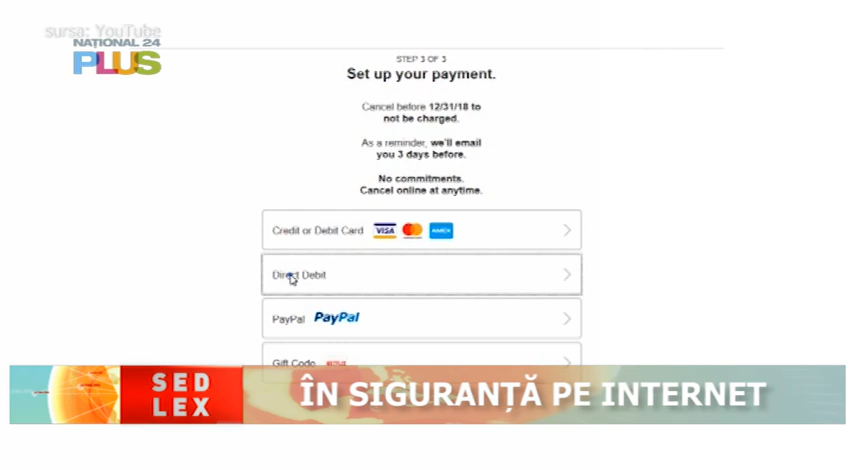 sursa: YouTube
NAȚIONAL 24
PLUS
STEP 3 OF 3
Set up your payment.
Cancel before 12/31/18 to
not be charged.
As a reminder, we'll email
you 3 days before.
No commitments.
Cancel online at anytime.
Credit or Debit Card VISA AMEX
Direct Debit
PayPal PayPal
Gift Code NETFLIX
SED
LEX
ÎN SIGURANȚĂ PE INTERNET